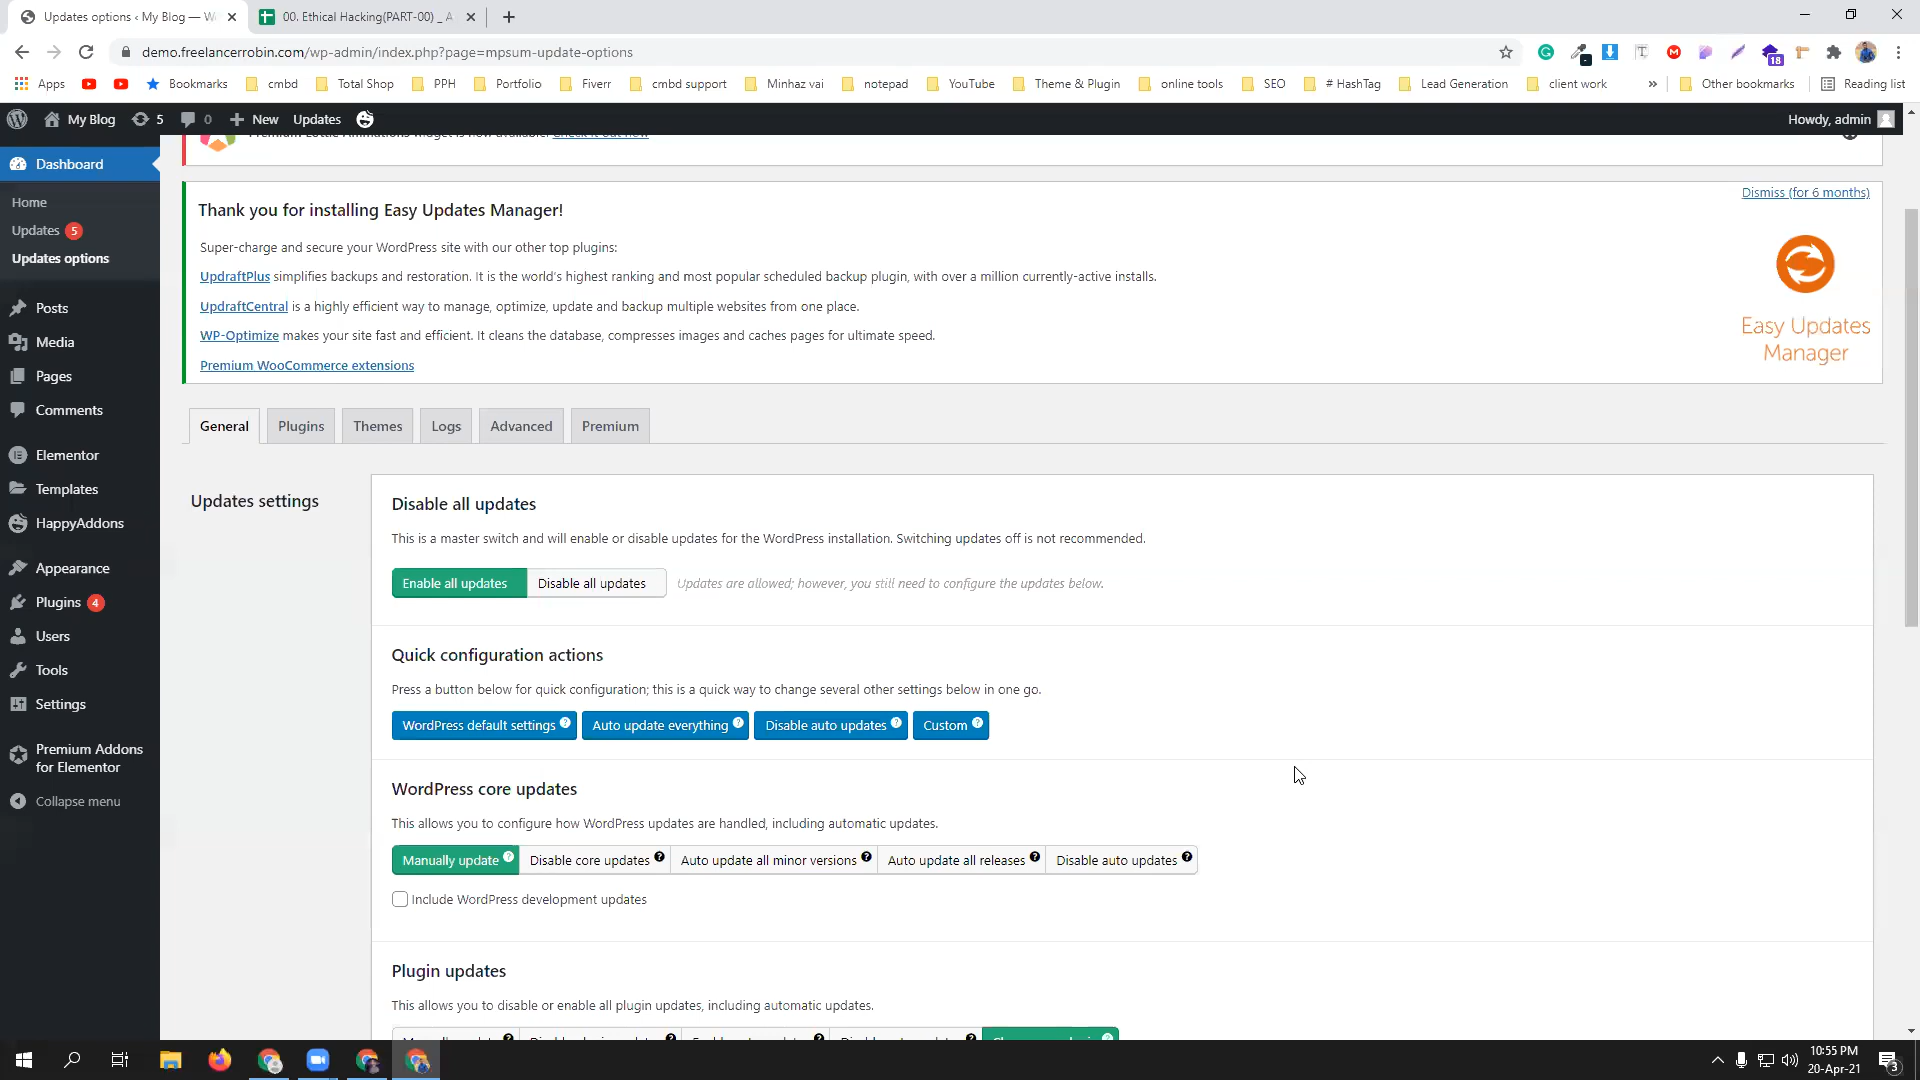 Updates options ‹ My Blog — W
00. Ethical Hacking(PART-00) _ A
demo.freelancerrobin.com/wp-admin/index.php?page=mpsum-update-options
18
Apps
Bookmarks
cmbd
Total Shop
PPH
Portfolio
Fiverr
cmbd support
Minhaz vai
notepad
YouTube
Theme & Plugin
online tools
SEO
# HashTag
Lead Generation
client work
»
Other bookmarks
Reading list
My Blog
5
0
New
Updates
Howdy, admin
Dashboard
Home
Updates 5
Updates options
Posts
Media
Pages
Comments
Elementor
Templates
HappyAddons
Appearance
Plugins 4
Users
Tools
Settings
Premium Addons
for Elementor
Collapse menu
Premium Lottie Animations Widget is now available. Check it out now
Dismiss (for 6 months)
Thank you for installing Easy Updates Manager!
Super-charge and secure your WordPress site with our other top plugins:
UpdraftPlus simplifies backups and restoration. It is the world's highest ranking and most popular scheduled backup plugin, with over a million currently-active installs.
UpdraftCentral is a highly efficient way to manage, optimize, update and backup multiple websites from one place.
WP-Optimize makes your site fast and efficient. It cleans the database, compresses images and caches pages for ultimate speed.
Premium WooCommerce extensions
Easy Updates
Manager
General
Plugins
Themes
Logs
Advanced
Premium
Updates settings
Disable all updates
This is a master switch and will enable or disable updates for the WordPress installation. Switching updates off is not recommended.
Enable all updates
Disable all updates
Updates are allowed; however, you still need to configure the updates below.
Quick configuration actions
Press a button below for quick configuration; this is a quick way to change several other settings below in one go.
WordPress default settings ?
Auto update everything ?
Disable auto updates ?
Custom ?
WordPress core updates
This allows you to configure how WordPress updates are handled, including automatic updates.
Manually update ?
Disable core updates ?
Auto update all minor versions ?
Auto update all releases ?
Disable auto updates ?
Include WordPress development updates
Plugin updates
This allows you to disable or enable all plugin updates, including automatic updates.
10:55 PM
20-Apr-21
3